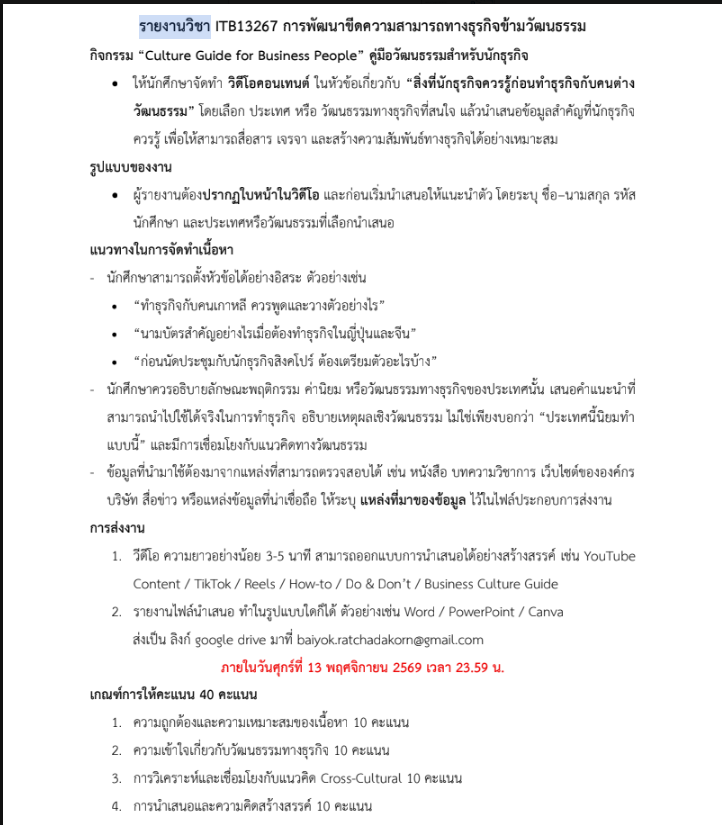 รายงานวิชา ITB13267 การพัฒนาขีดความสามารถทางธุรกิจข้ามวัฒนธรรม
กิจกรรม “Culture Guide for Business People” คู่มือวัฒนธรรมสำหรับนักธุรกิจ
• ให้นักศึกษาจัดทำ วิดีโอคอนเทนต์ ในหัวข้อเกี่ยวกับ “สิ่งที่นักธุรกิจควรรู้ก่อนทำธุรกิจกับคนต่าง
วัฒนธรรม” โดยเลือก ประเทศ หรือ วัฒนธรรมทางธุรกิจที่สนใจ แล้วนำเสนอข้อมูลสำคัญที่นักธุรกิจ
ควรรู้ เพื่อให้สามารถสื่อสาร เจรจา และสร้างความสัมพันธ์ทางธุรกิจได้อย่างเหมาะสม
รูปแบบของงาน
• ผู้รายงานต้องปรากฏใบหน้าในวิดีโอ และก่อนเริ่มนำเสนอให้แนะนำตัว โดยระบุ ชื่อ–นามสกุล รหัส
นักศึกษา และประเทศหรือวัฒนธรรมที่เลือกนำเสนอ
แนวทางในการจัดทำเนื้อหา
- นักศึกษาสามารถตั้งหัวข้อได้อย่างอิสระ ตัวอย่างเช่น
• “ทำธุรกิจกับคนเกาหลี ควรพูดและวางตัวอย่างไร”
• “นามบัตรสำคัญอย่างไรเมื่อต้องทำธุรกิจในญี่ปุ่นและจีน”
• “ก่อนนัดประชุมกับนักธุรกิจสิงคโปร์ ต้องเตรียมตัวอะไรบ้าง”
- นักศึกษาควรอธิบายลักษณะพฤติกรรม ค่านิยม หรือวัฒนธรรมทางธุรกิจของประเทศนั้น เสนอคำแนะนำที่
สามารถนำไปใช้ได้จริงในการทำธุรกิจ อธิบายเหตุผลเชิงวัฒนธรรม ไม่ใช่เพียงบอกว่า “ประเทศนี้นิยมทำ
แบบนี้” และมีการเชื่อมโยงกับแนวคิดทางวัฒนธรรม
- ข้อมูลที่นำมาใช้ต้องมาจากแหล่งที่สามารถตรวจสอบได้ เช่น หนังสือ บทความวิชาการ เว็บไซต์ขององค์กร
บริษัท สื่อข่าว หรือแหล่งข้อมูลที่น่าเชื่อถือ ให้ระบุ แหล่งที่มาของข้อมูล ไว้ในไฟล์ประกอบการส่งงาน
การส่งงาน
1. วีดีโอ ความยาวอย่างน้อย 3-5 นาที สามารถออกแบบการนำเสนอได้อย่างสร้างสรรค์ เช่น YouTube
Content / TikTok / Reels / How-to / Do & Don’t / Business Culture Guide
2. รายงานไฟล์นำเสนอ ทำในรูปแบบใดก็ได้ ตัวอย่างเช่น Word / PowerPoint / Canva
ส่งเป็น ลิงก์ google drive มาที่ baiyok.ratchadakorn@gmail.com
ภายในวันศุกร์ที่ 13 พฤศจิกายน 2569 เวลา 23.59 น.
เกณฑ์การให้คะแนน 40 คะแนน
1. ความถูกต้องและความเหมาะสมของเนื้อหา 10 คะแนน
2. ความเข้าใจเกี่ยวกับวัฒนธรรมทางธุรกิจ 10 คะแนน
3. การวิเคราะห์และเชื่อมโยงกับแนวคิด Cross-Cultural 10 คะแนน
4. การนำเสนอและความคิดสร้างสรรค์ 10 คะแนน